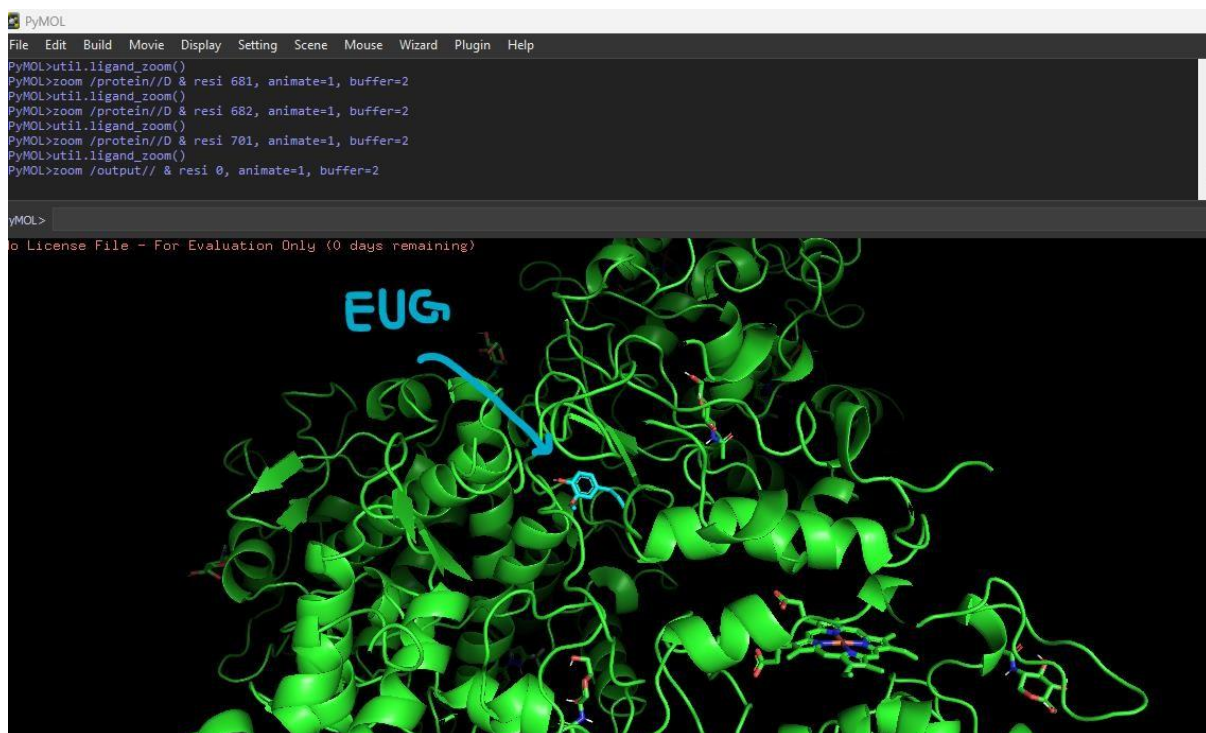 PyMOL
File Edit Build Movie Display Setting Scene Mouse Wizard Plugin Help
PyMOL>util.ligand_zoom()
PyMOL>zoom /protein//D & resi 681, animate=1, buffer=2
PyMOL>util.ligand_zoom()
PyMOL>zoom /protein//D & resi 682, animate=1, buffer=2
PyMOL>util.ligand_zoom()
PyMOL>zoom /protein//D & resi 701, animate=1, buffer=2
PyMOL>util.ligand_zoom()
PyMOL>zoom /output// & resi 0, animate=1, buffer=2
yMOL>
o License File - For Evaluation Only (0 days remaining)
EUG